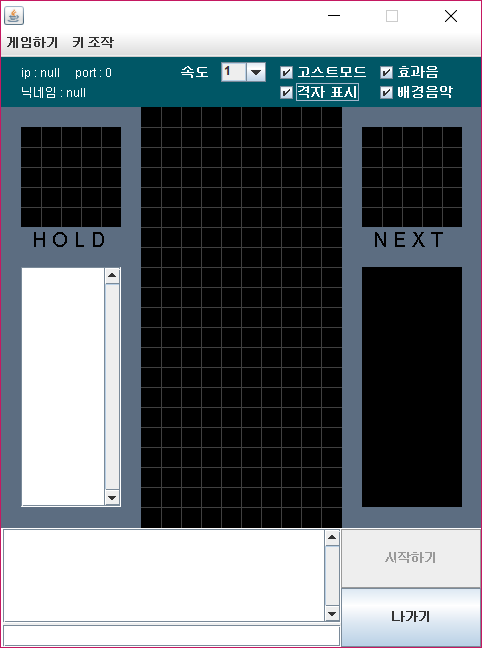 게임하기 키 조작
ip : null port : 0 속도 1 고스트모드 효과음
닉네임 : null 격자 표시 배경음악
HOLD NEXT
시작하기
나가기